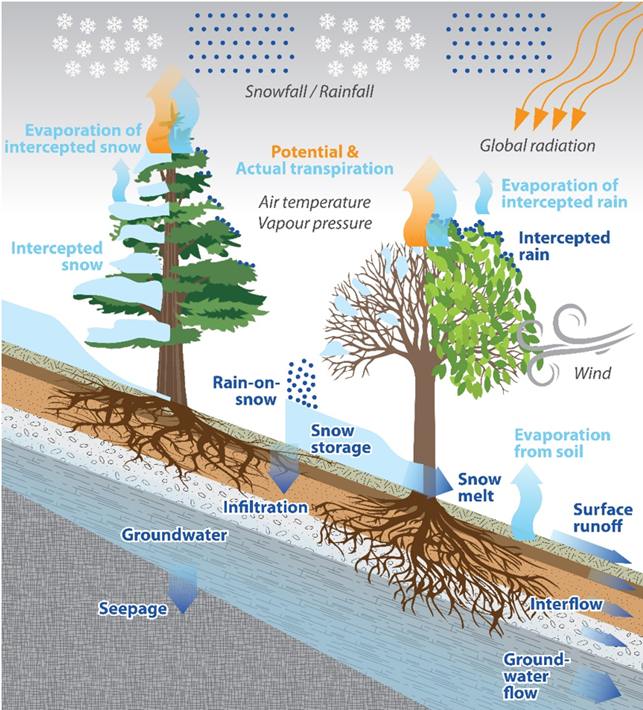 Snowfall / Rainfall
Global radiation
Evaporation of
intercepted snow
Potential &
Actual transpiration
Air temperature
Vapour pressure
Evaporation of
intercepted rain
Intercepted
rain
Intercepted
snow
Wind
Rain-on-
snow
Snow
storage
Evaporation
from soil
Snow
melt
Infiltration
Surface
runoff
Groundwater
Seepage
Interflow
Ground-
water
flow